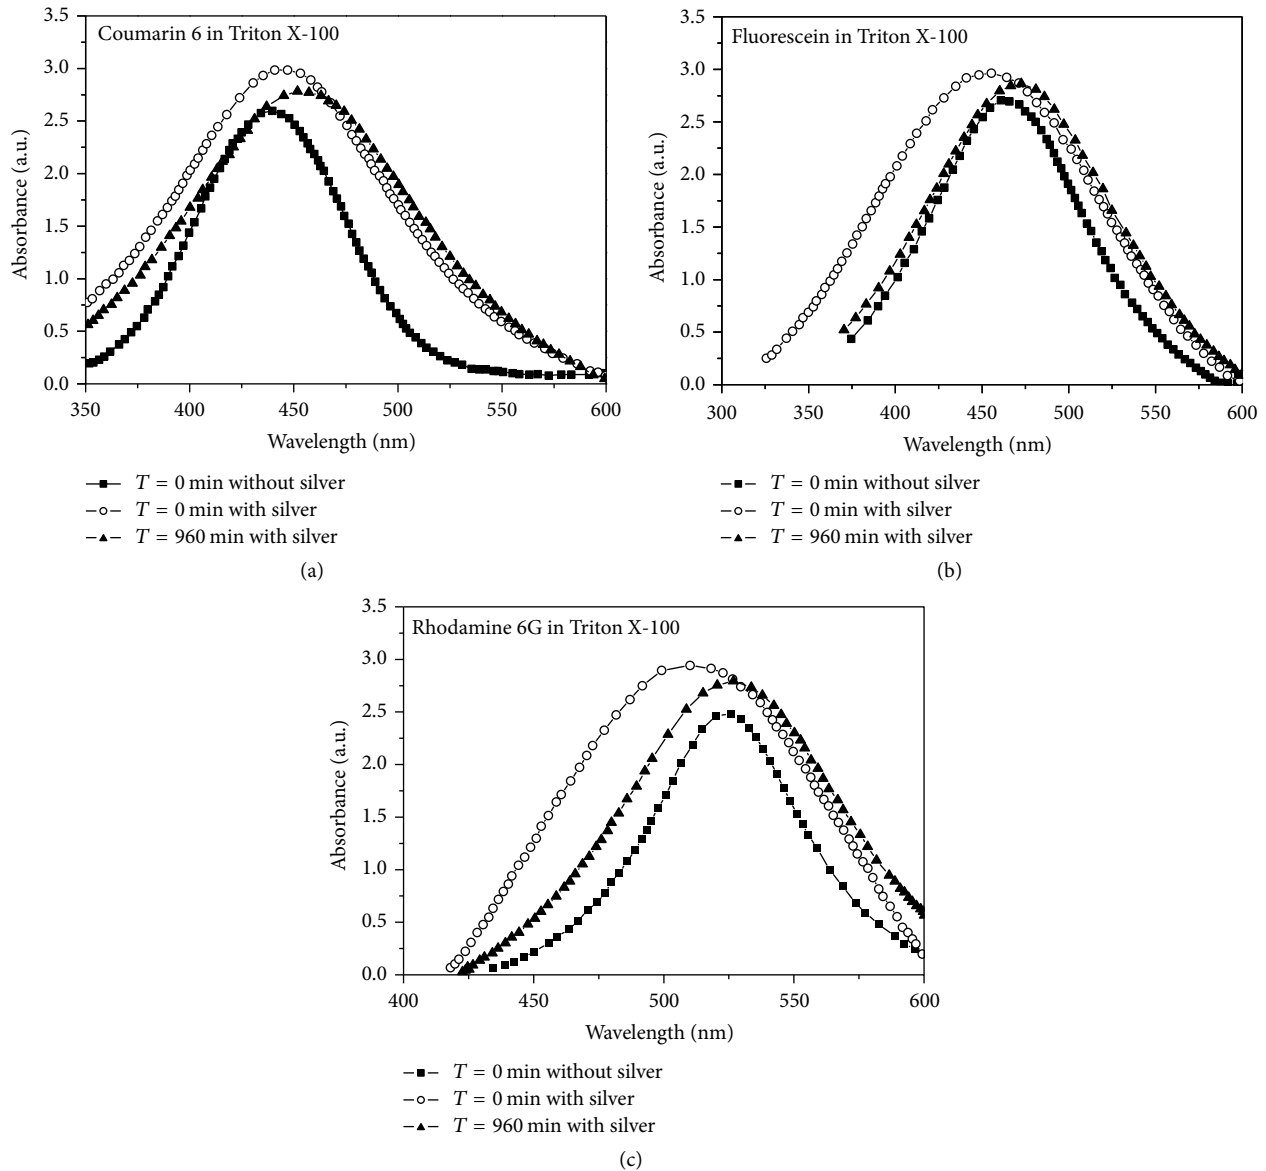 Coumarin 6 in Triton X-100
3.5
3.0
2.5
2.0
1.5
1.0
0.5
0.0
Absorbance (a.u.)
350 400 450 500 550 600
Wavelength (nm)
T = 0 min without silver
T = 0 min with silver
T = 960 min with silver
(a)
Fluorescein in Triton X-100
3.5
3.0
2.5
2.0
1.5
1.0
0.5
0.0
Absorbance (a.u.)
300 350 400 450 500 550 600
Wavelength (nm)
T = 0 min without silver
T = 0 min with silver
T = 960 min with silver
(b)
Rhodamine 6G in Triton X-100
3.5
3.0
2.5
2.0
1.5
1.0
0.5
0.0
Absorbance (a.u.)
400 450 500 550 600
Wavelength (nm)
T = 0 min without silver
T = 0 min with silver
T = 960 min with silver
(c)